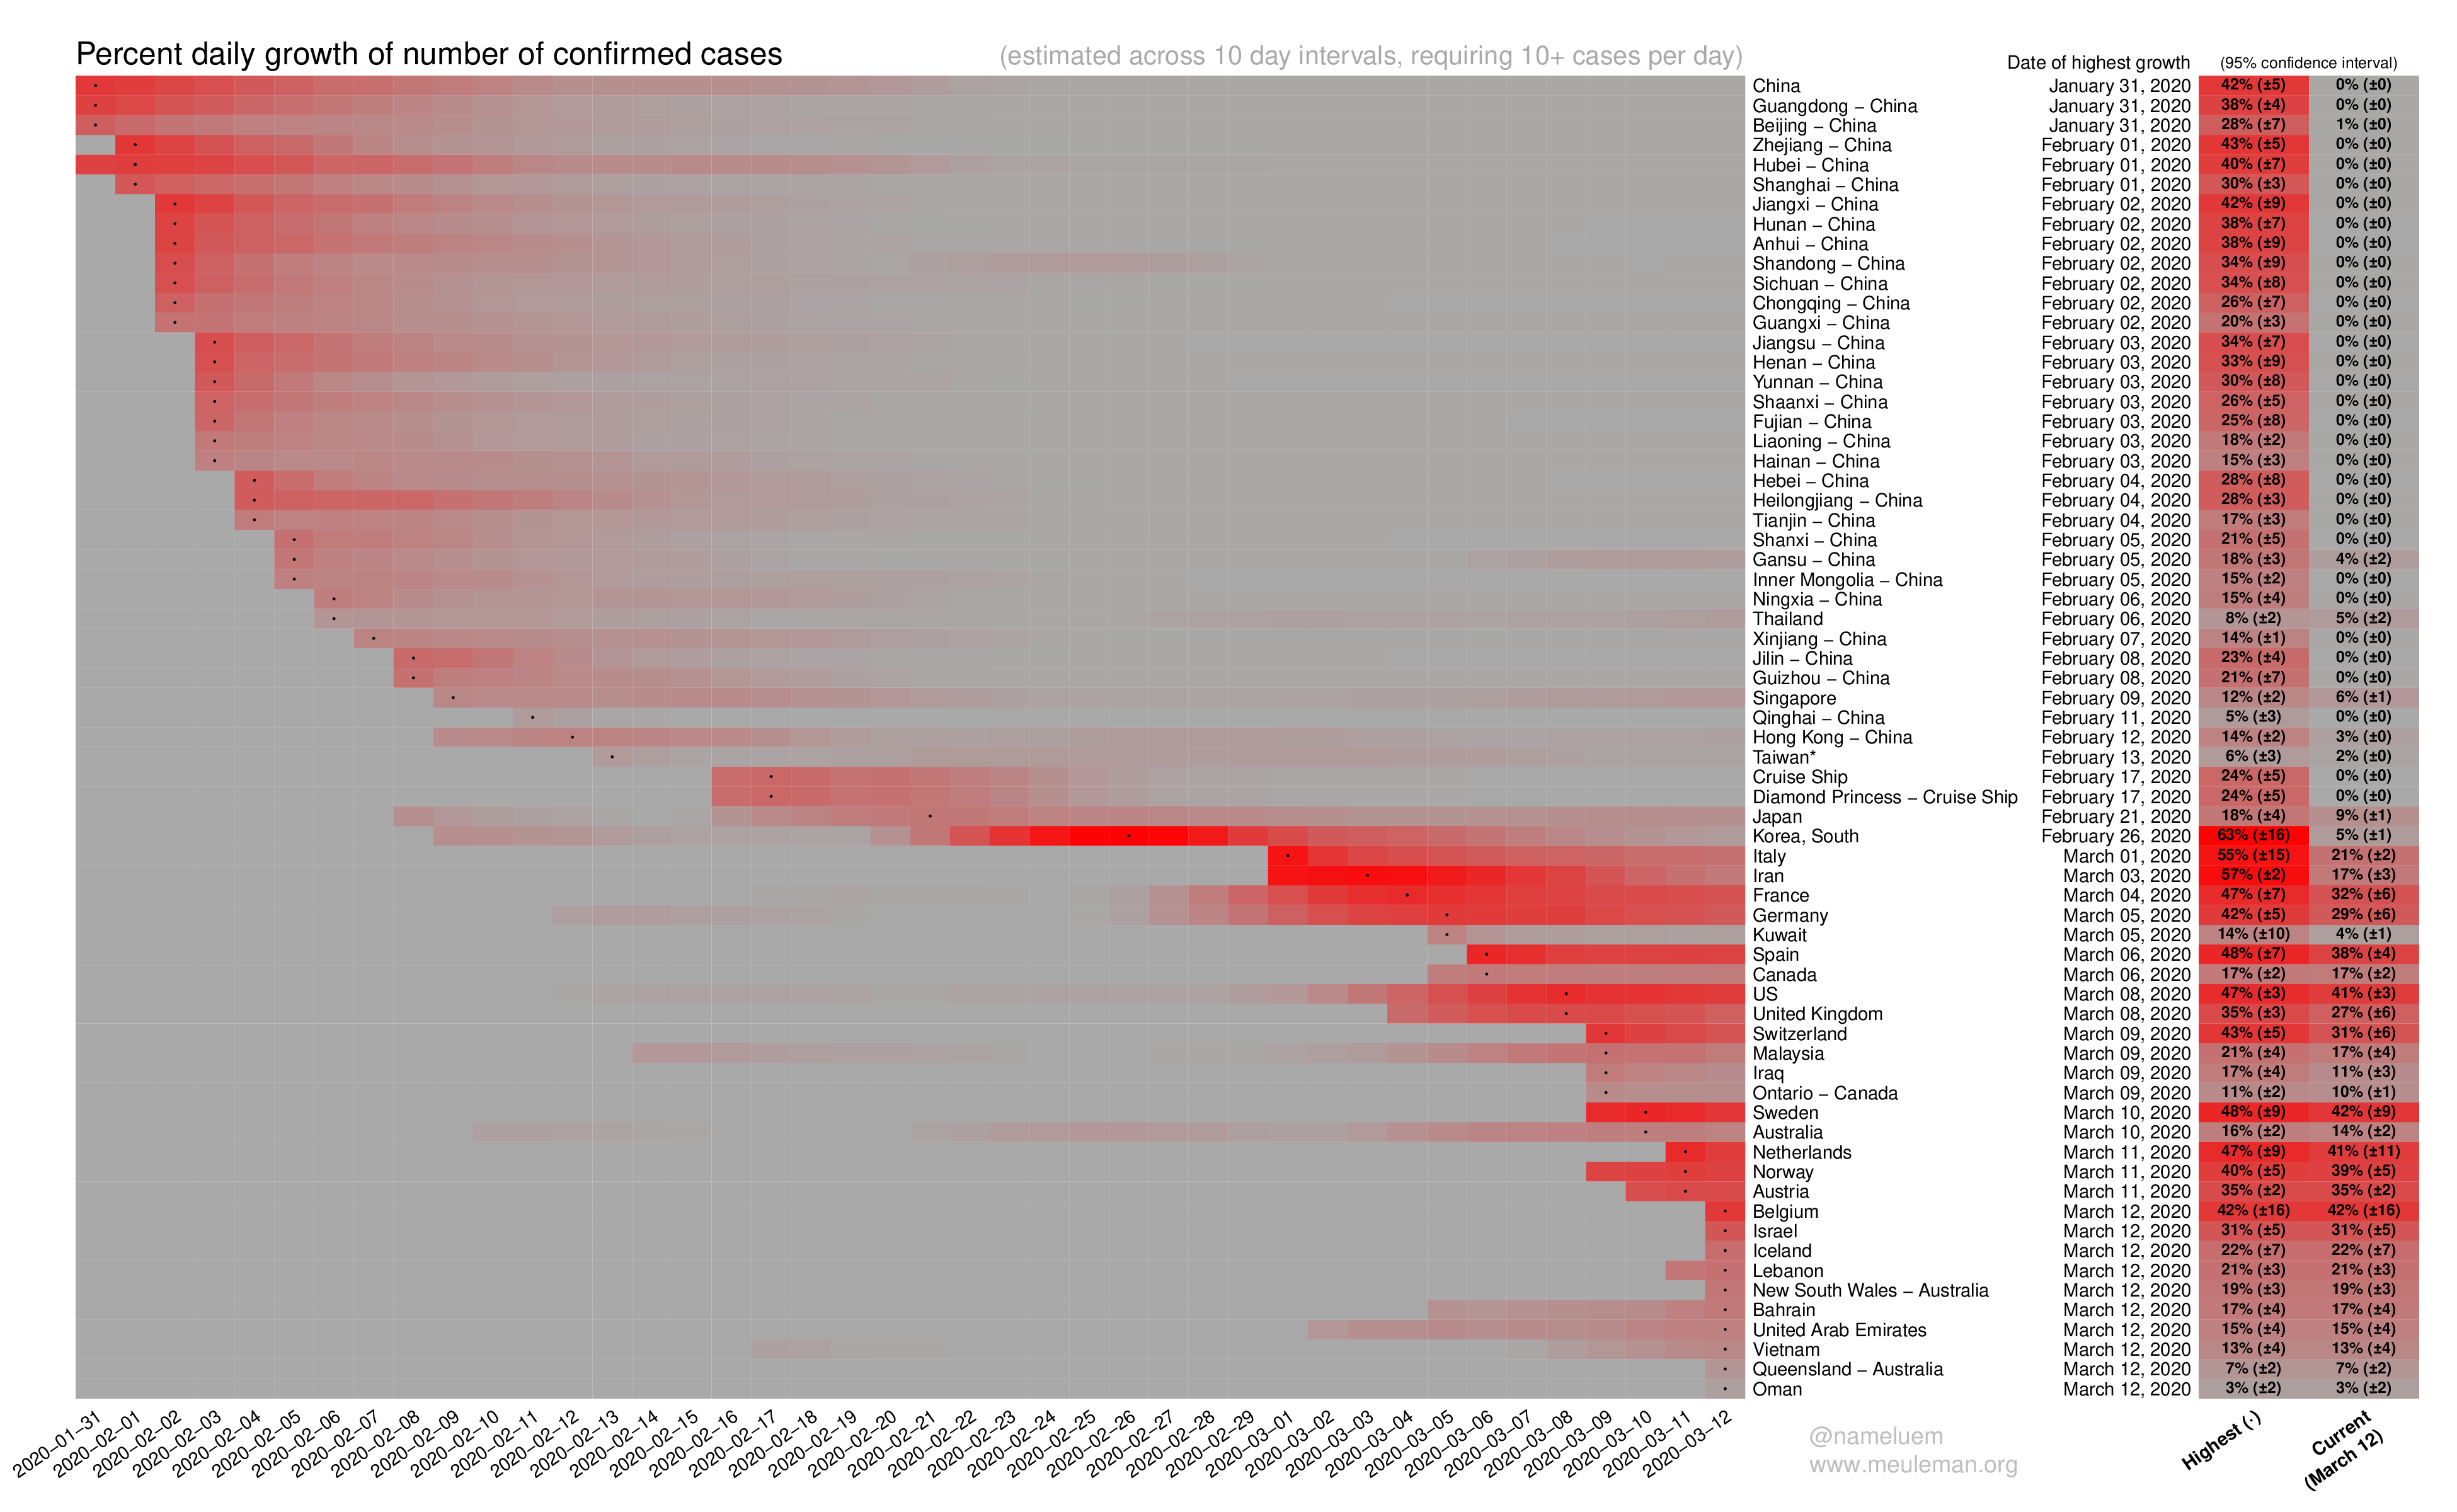 Percent daily growth of number of confirmed cases (estimated across 10 day intervals, requiring 10+ cases per day) Date of highest growth (95% confidence interval)
China January 31, 2020 42% (±5) 0% (±0)
Guangdong − China January 31, 2020 38% (±4) 0% (±0)
Beijing − China January 31, 2020 28% (±7) 1% (±0)
Zhejiang − China February 01, 2020 43% (±5) 0% (±0)
Hubei − China February 01, 2020 40% (±7) 0% (±0)
Shanghai − China February 01, 2020 30% (±3) 0% (±0)
Jiangxi − China February 02, 2020 42% (±9) 0% (±0)
Hunan − China February 02, 2020 38% (±7) 0% (±0)
Anhui − China February 02, 2020 38% (±9) 0% (±0)
Shandong − China February 02, 2020 34% (±9) 0% (±0)
Sichuan − China February 02, 2020 34% (±8) 0% (±0)
Chongqing − China February 02, 2020 26% (±7) 0% (±0)
Guangxi − China February 02, 2020 20% (±3) 0% (±0)
Jiangsu − China February 03, 2020 34% (±7) 0% (±0)
Henan − China February 03, 2020 33% (±9) 0% (±0)
Yunnan − China February 03, 2020 30% (±8) 0% (±0)
Shaanxi − China February 03, 2020 26% (±5) 0% (±0)
Fujian − China February 03, 2020 25% (±8) 0% (±0)
Liaoning − China February 03, 2020 18% (±2) 0% (±0)
Hainan − China February 03, 2020 15% (±3) 0% (±0)
Hebei − China February 04, 2020 28% (±8) 0% (±0)
Heilongjiang − China February 04, 2020 28% (±3) 0% (±0)
Tianjin − China February 04, 2020 17% (±3) 0% (±0)
Shanxi − China February 05, 2020 21% (±5) 0% (±0)
Gansu − China February 05, 2020 18% (±3) 4% (±2)
Inner Mongolia − China February 05, 2020 15% (±2) 0% (±0)
Ningxia − China February 06, 2020 15% (±4) 0% (±0)
Thailand February 06, 2020 8% (±2) 5% (±2)
Xinjiang − China February 07, 2020 14% (±1) 0% (±0)
Jilin − China February 08, 2020 23% (±4) 0% (±0)
Guizhou − China February 08, 2020 21% (±7) 0% (±0)
Singapore February 09, 2020 12% (±2) 6% (±1)
Qinghai − China February 11, 2020 5% (±3) 0% (±0)
Hong Kong − China February 12, 2020 14% (±2) 3% (±0)
Taiwan* February 13, 2020 6% (±3) 2% (±0)
Cruise Ship February 17, 2020 24% (±5) 0% (±0)
Diamond Princess − Cruise Ship February 17, 2020 24% (±5) 0% (±0)
Japan February 21, 2020 18% (±4) 9% (±1)
Korea, South February 26, 2020 63% (±16) 5% (±1)
Italy March 01, 2020 55% (±15) 21% (±2)
Iran March 03, 2020 57% (±2) 17% (±3)
France March 04, 2020 47% (±7) 32% (±6)
Germany March 05, 2020 42% (±5) 29% (±6)
Kuwait March 05, 2020 14% (±10) 4% (±1)
Spain March 06, 2020 48% (±7) 38% (±4)
Canada March 06, 2020 17% (±2) 17% (±2)
US March 08, 2020 47% (±3) 41% (±3)
United Kingdom March 08, 2020 35% (±3) 27% (±6)
Switzerland March 09, 2020 43% (±5) 31% (±6)
Malaysia March 09, 2020 21% (±4) 17% (±4)
Iraq March 09, 2020 17% (±4) 11% (±3)
Ontario − Canada March 09, 2020 11% (±2) 10% (±1)
Sweden March 10, 2020 48% (±9) 42% (±9)
Australia March 10, 2020 16% (±2) 14% (±2)
Netherlands March 11, 2020 47% (±9) 41% (±11)
Norway March 11, 2020 40% (±5) 39% (±5)
Austria March 11, 2020 35% (±2) 35% (±2)
Belgium March 12, 2020 42% (±16) 42% (±16)
Israel March 12, 2020 31% (±5) 31% (±5)
Iceland March 12, 2020 22% (±7) 22% (±7)
Lebanon March 12, 2020 21% (±3) 21% (±3)
New South Wales − Australia March 12, 2020 19% (±3) 19% (±3)
Bahrain March 12, 2020 17% (±4) 17% (±4)
United Arab Emirates March 12, 2020 15% (±4) 15% (±4)
Vietnam March 12, 2020 13% (±4) 13% (±4)
Queensland − Australia March 12, 2020 7% (±2) 7% (±2)
Oman March 12, 2020 3% (±2) 3% (±2)
2020−01−31
2020−02−01
2020−02−02
2020−02−03
2020−02−04
2020−02−05
2020−02−06
2020−02−07
2020−02−08
2020−02−09
2020−02−10
2020−02−11
2020−02−12
2020−02−13
2020−02−14
2020−02−15
2020−02−16
2020−02−17
2020−02−18
2020−02−19
2020−02−20
2020−02−21
2020−02−22
2020−02−23
2020−02−24
2020−02−25
2020−02−26
2020−02−27
2020−02−28
2020−02−29
2020−03−01
2020−03−02
2020−03−03
2020−03−04
2020−03−05
2020−03−06
2020−03−07
2020−03−08
2020−03−09
2020−03−10
2020−03−11
2020−03−12
@nameluem
www.meuleman.org
Highest (·)
Current
(March 12)